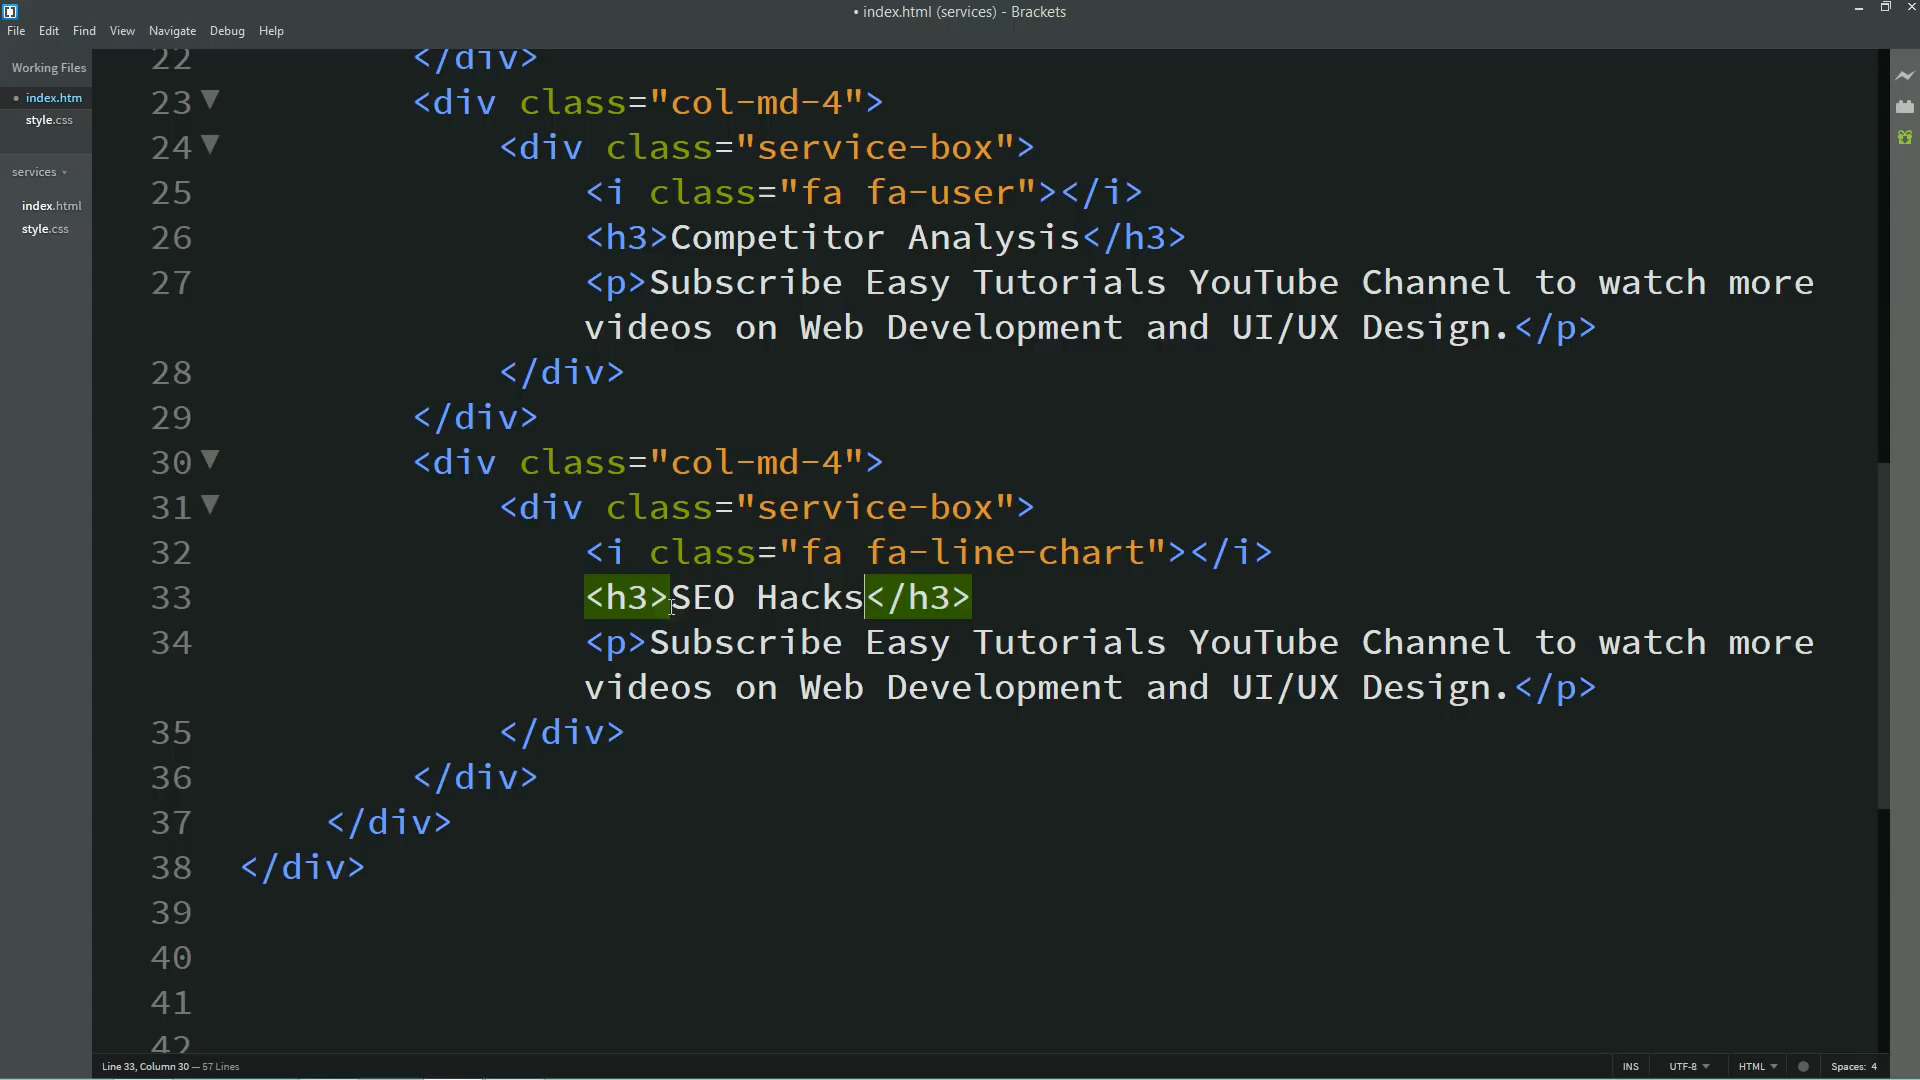 • index.html (services) - Brackets
File Edit Find View Navigate Debug Help
Working Files
• index.htm
style.css
services
index.html
style.css
22 </div>
23 <div class="col-md-4">
24 <div class="service-box">
25 <i class="fa fa-user"></i>
26 <h3>Competitor Analysis</h3>
27 <p>Subscribe Easy Tutorials YouTube Channel to watch more
videos on Web Development and UI/UX Design.</p>
28 </div>
29 </div>
30 <div class="col-md-4">
31 <div class="service-box">
32 <i class="fa fa-line-chart"></i>
33 <h3>SEO Hacks</h3>
34 <p>Subscribe Easy Tutorials YouTube Channel to watch more
videos on Web Development and UI/UX Design.</p>
35 </div>
36 </div>
37 </div>
38 </div>
39
40
41
42
Line 33, Column 30 — 57 Lines
INS UTF-8 HTML Spaces: 4